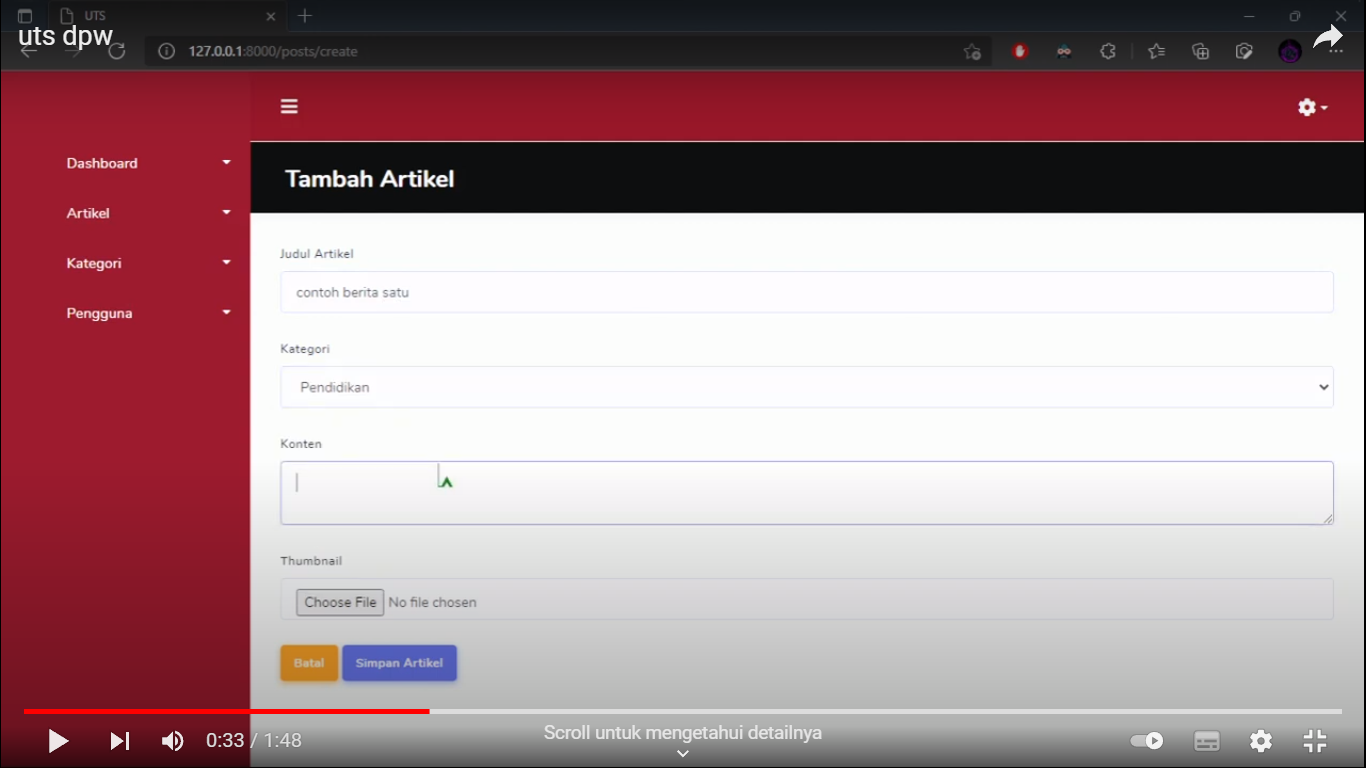 UTS
uts dpw
127.0.0.1:8000/posts/create
Dashboard
Artikel
Kategori
Pengguna
Tambah Artikel
Judul Artikel
contoh berita satu
Kategori
Pendidikan
Konten
Thumbnail
Choose File No file chosen
Batal Simpan Artikel
Scroll untuk mengetahui detailnya
0:33 / 1:48